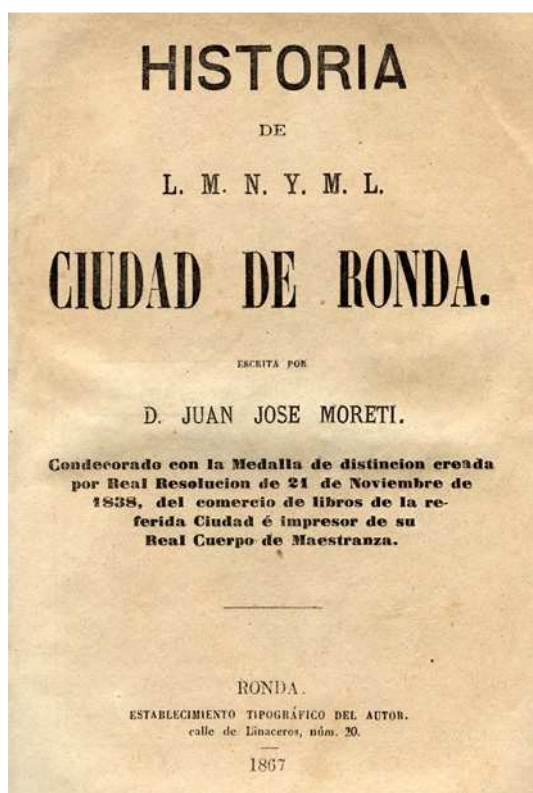 HISTORIA
DE
L. M. N. Y. M. L.
CIUDAD DE RONDA.
ESCRITA POR
D. JUAN JOSE MORETI.
Condecorado con la Medalla de distincion creada
por Real Resolucion de 21 de Noviembre de
1838, del comercio de libros de la re-
ferida Ciudad é impresor de su
Real Cuerpo de Maestranza.
RONDA.
ESTABLECIMIENTO TIPOGRÁFICO DEL AUTOR.
calle de Linaceros, núm. 20.
1867